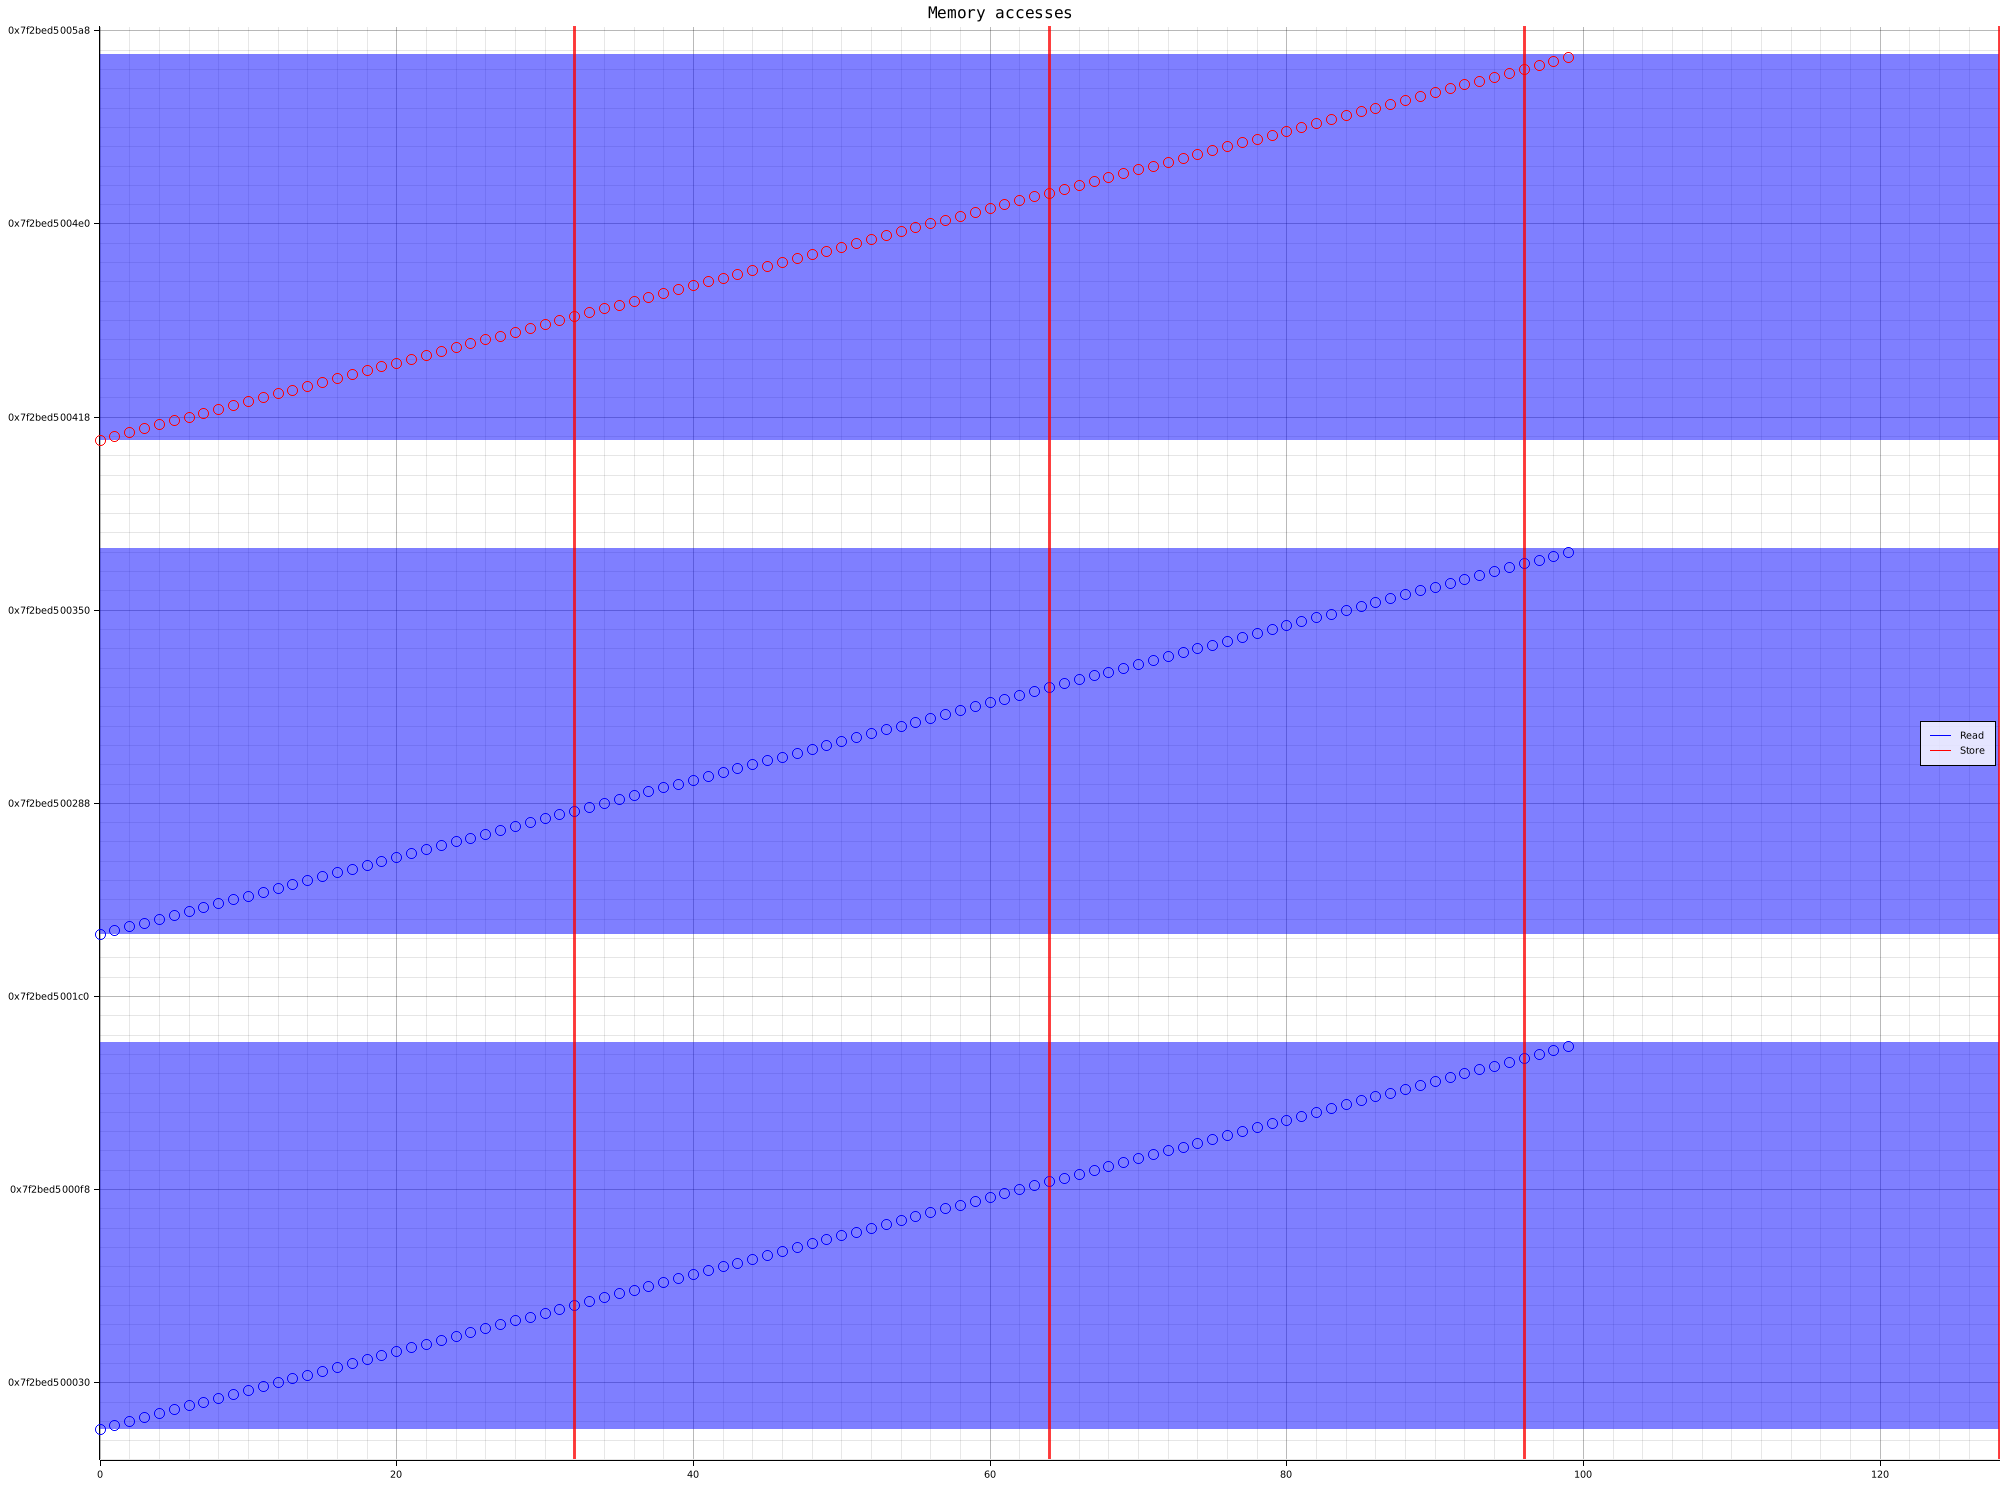 Memory accesses
0x7f2bed5005a8
0x7f2bed5004e0
0x7f2bed500418
0x7f2bed500350
0x7f2bed500288
0x7f2bed5001c0
0x7f2bed5000f8
0x7f2bed500030
Read
Store
0 20 40 60 80 100 120